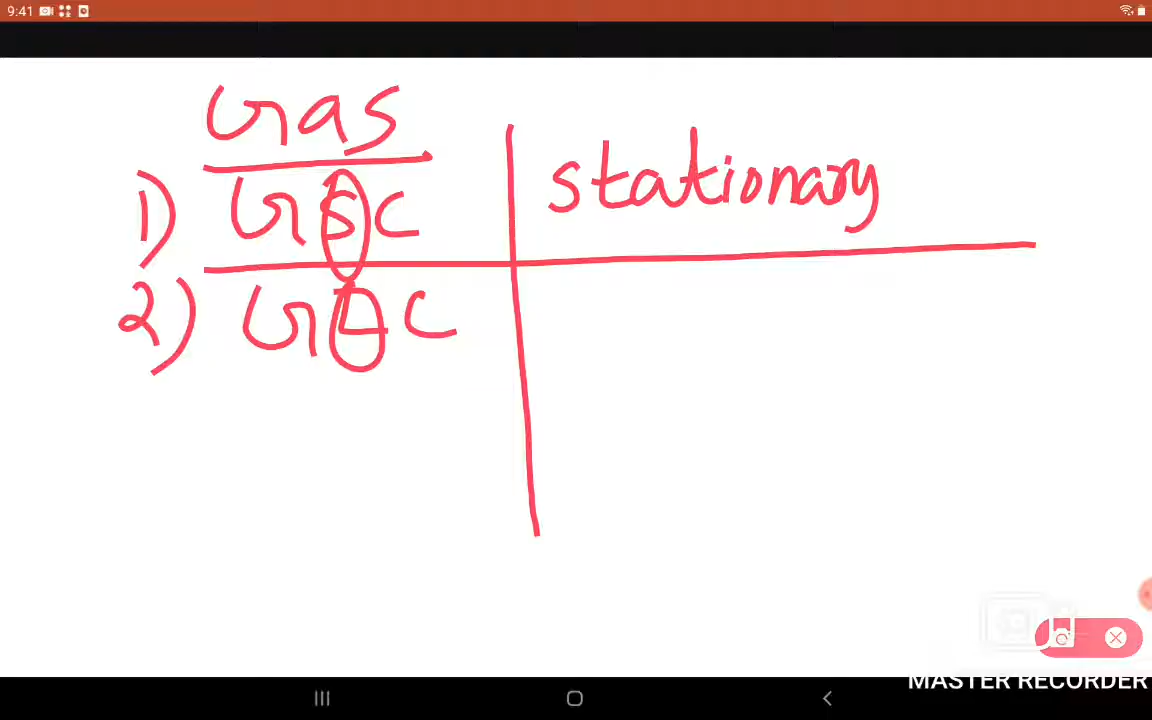 9:41
Gas
stationary
1) GSC
2) GLC
MASTER RECORDER